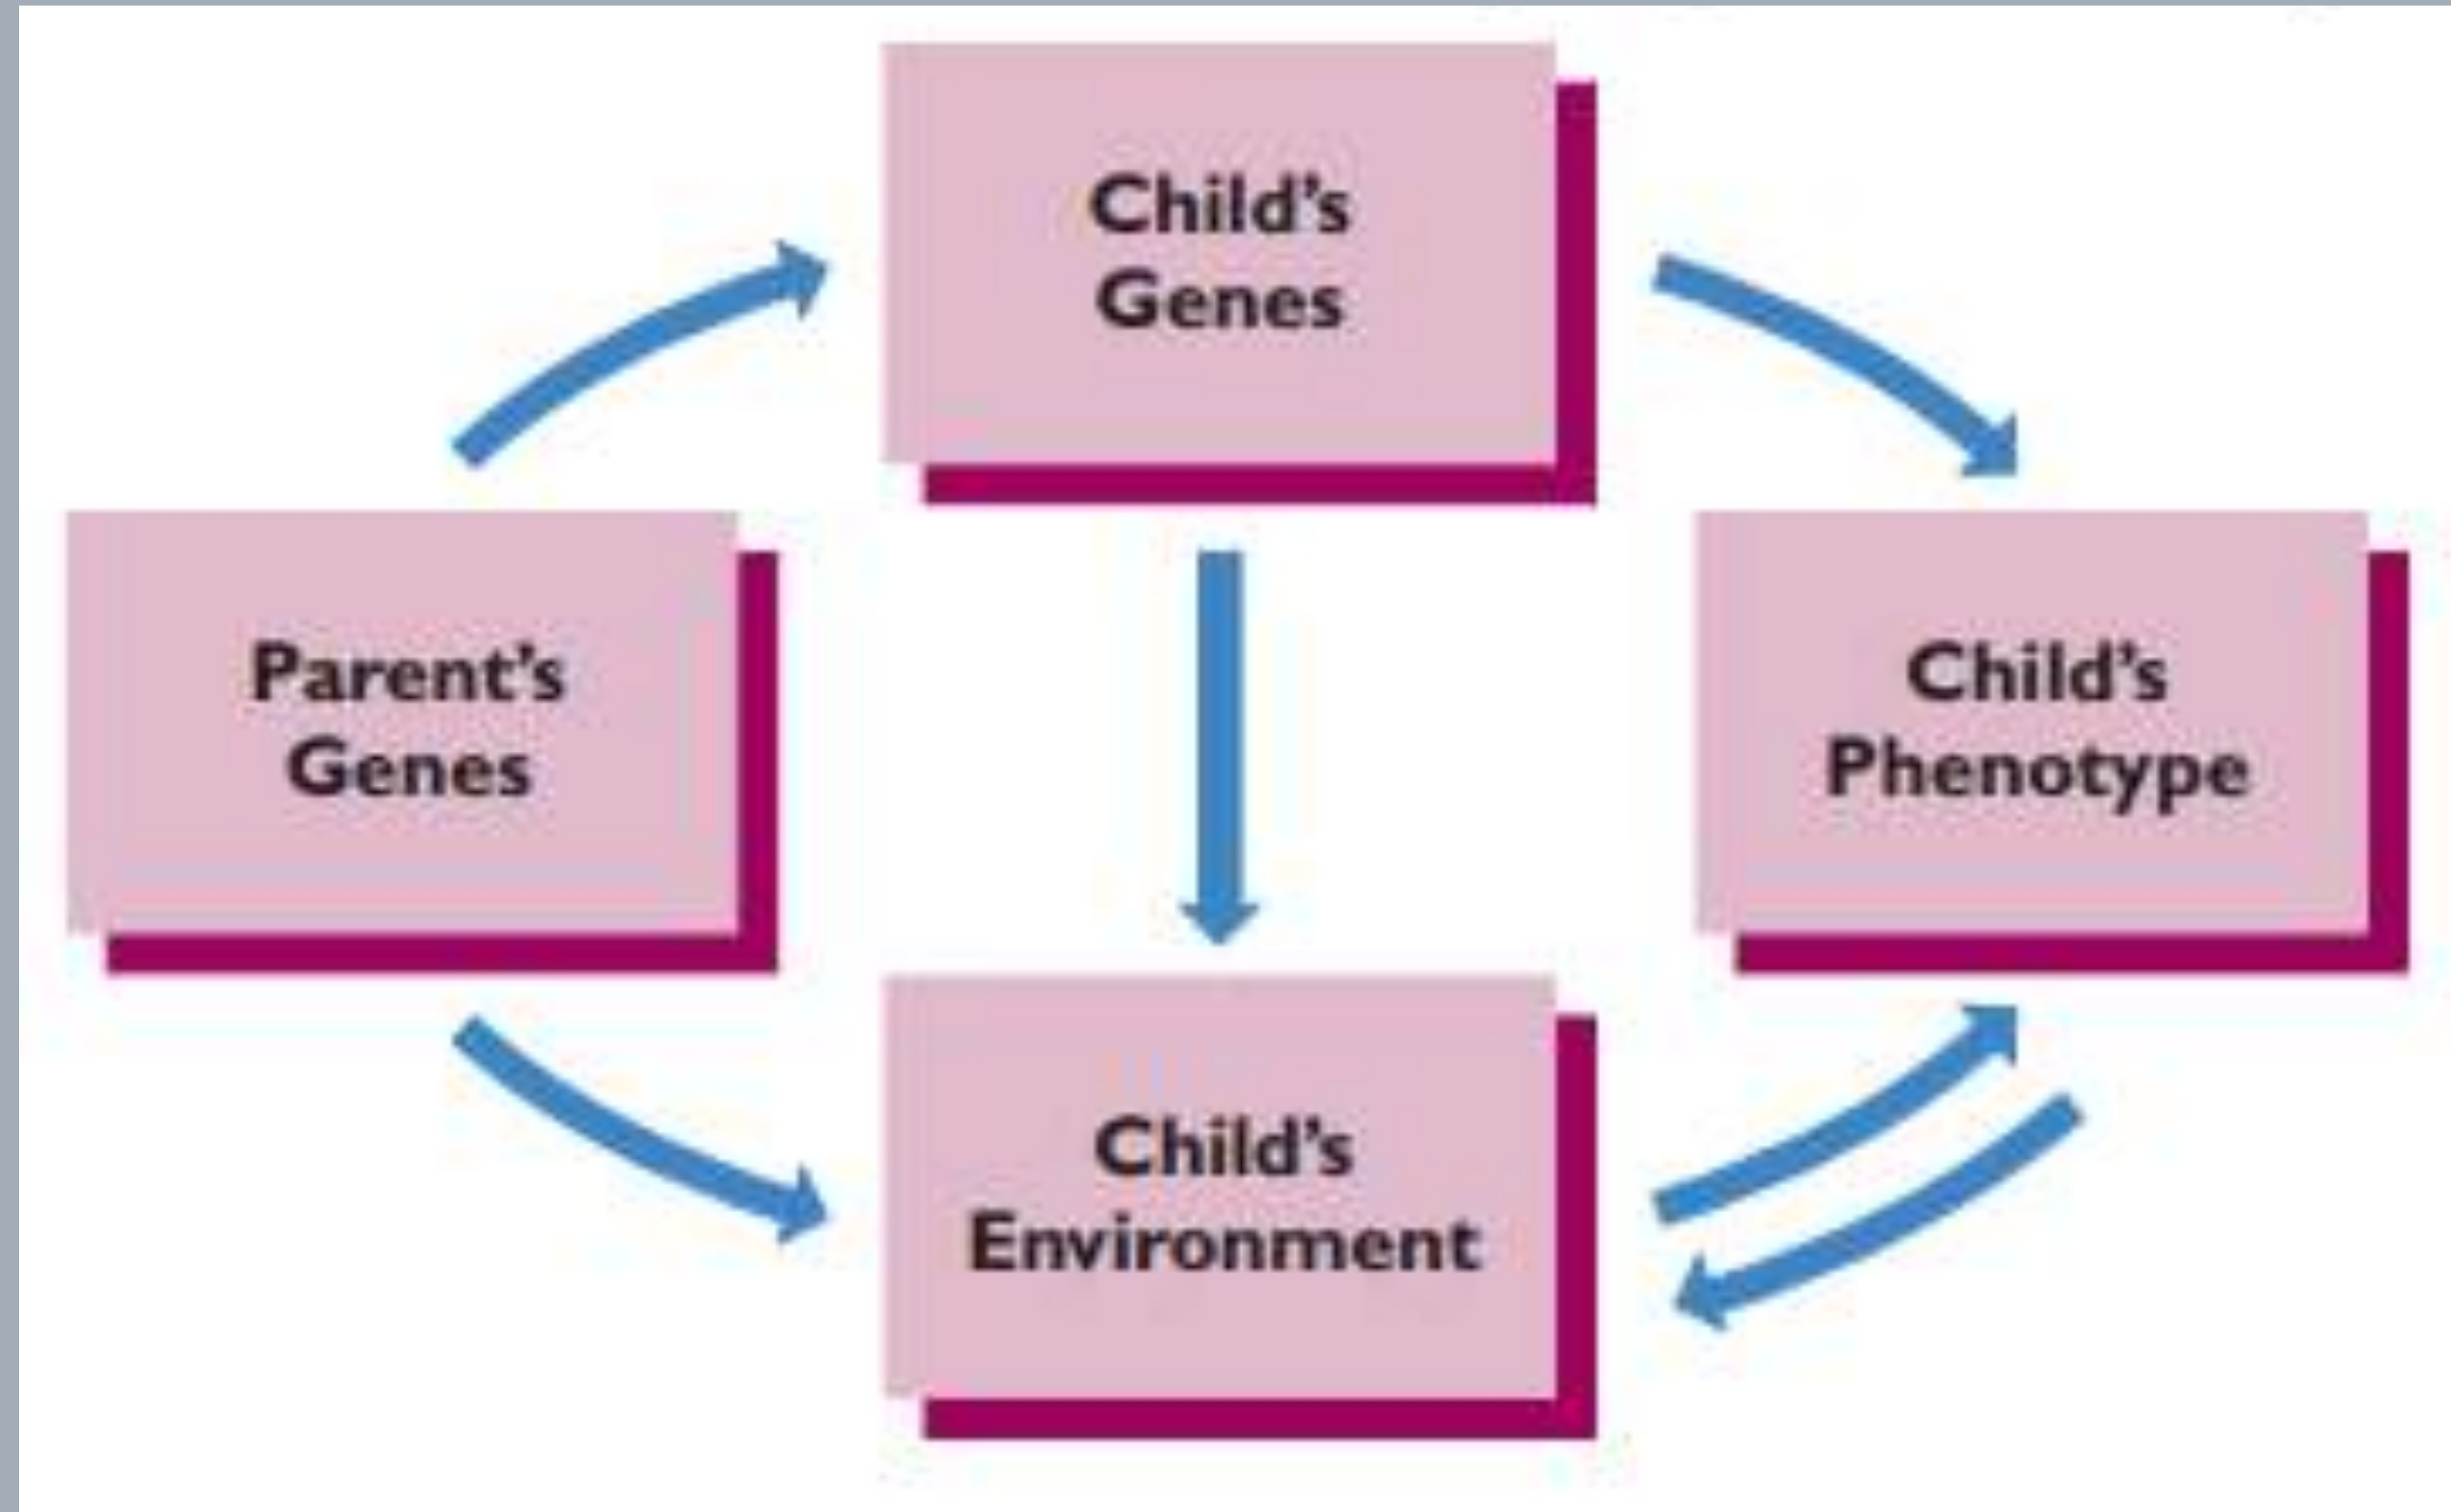 Child’s
Genes
Parent’s
Genes
Child’s
Phenotype
Child’s
Environment